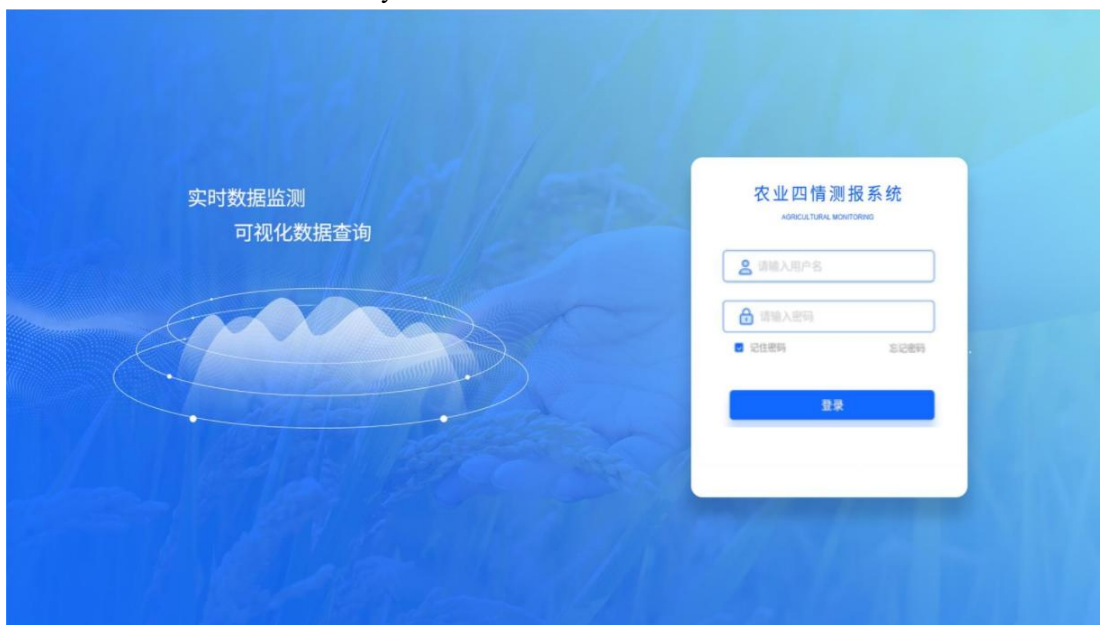 实时数据监测
可视化数据查询
农业四情测报系统
AGRICULTURAL MONITORING
请输入用户名
请输入密码
记住密码 忘记密码
登录